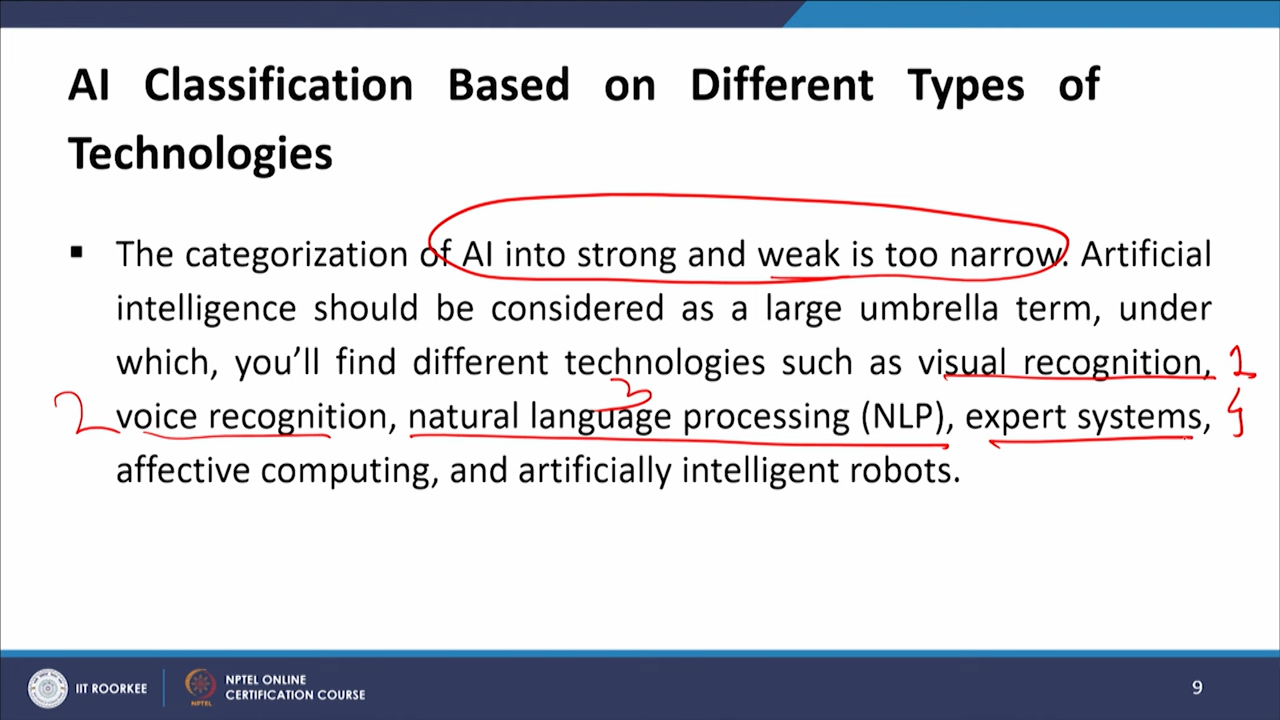 AI Classification Based on Different Types of
Technologies
▪ The categorization of AI into strong and weak is too narrow. Artificial
intelligence should be considered as a large umbrella term, under
which, you’ll find different technologies such as visual recognition, 1
2 voice recognition, natural language processing (NLP), expert systems,
3
affective computing, and artificially intelligent robots.
IIT ROORKEE
NPTEL ONLINE
CERTIFICATION COURSE
NPTEL
9